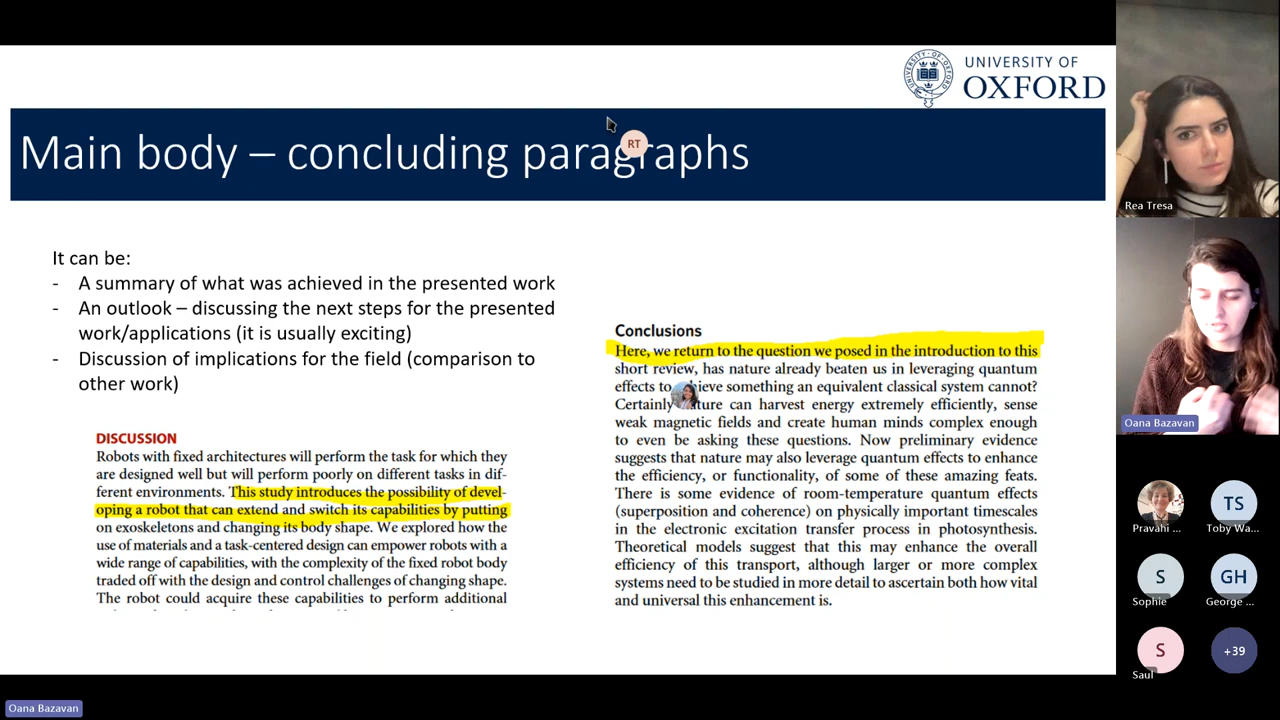 UNIVERSITY OF
OXFORD
Main body – concluding paragraphs
RT
It can be:
- A summary of what was achieved in the presented work
- An outlook – discussing the next steps for the presented
work/applications (it is usually exciting)
- Discussion of implications for the field (comparison to
other work)
DISCUSSION
Robots with fixed architectures will perform the task for which they
are designed well but will perform poorly on different tasks in dif-
ferent environments. This study introduces the possibility of devel-
oping a robot that can extend and switch its capabilities by putting
on exoskeletons and changing its body shape. We explored how the
use of materials and a task-centered design can empower robots with a
wide range of capabilities, with the complexity of the fixed robot body
traded off with the design and control challenges of changing shape.
The robot could acquire these capabilities to perform additional
Conclusions
Here, we return to the question we posed in the introduction to this
short review, has nature already beaten us in leveraging quantum
effects to achieve something an equivalent classical system cannot?
Certainly nature can harvest energy extremely efficiently, sense
weak magnetic fields and create human minds complex enough
to even be asking these questions. Now preliminary evidence
suggests that nature may also leverage quantum effects to enhance
the efficiency, or functionality, of some of these amazing feats.
There is some evidence of room-temperature quantum effects
(superposition and coherence) on physically important timescales
in the electronic excitation transfer process in photosynthesis.
Theoretical models suggest that this may enhance the overall
efficiency of this transport, although larger or more complex
systems need to be studied in more detail to ascertain both how vital
and universal this enhancement is.
Rea Tresa
Oana Bazavan
Pravahi ...
TS
Toby Wa...
S
Sophie
GH
George ...
S
Saul
+39
Oana Bazavan